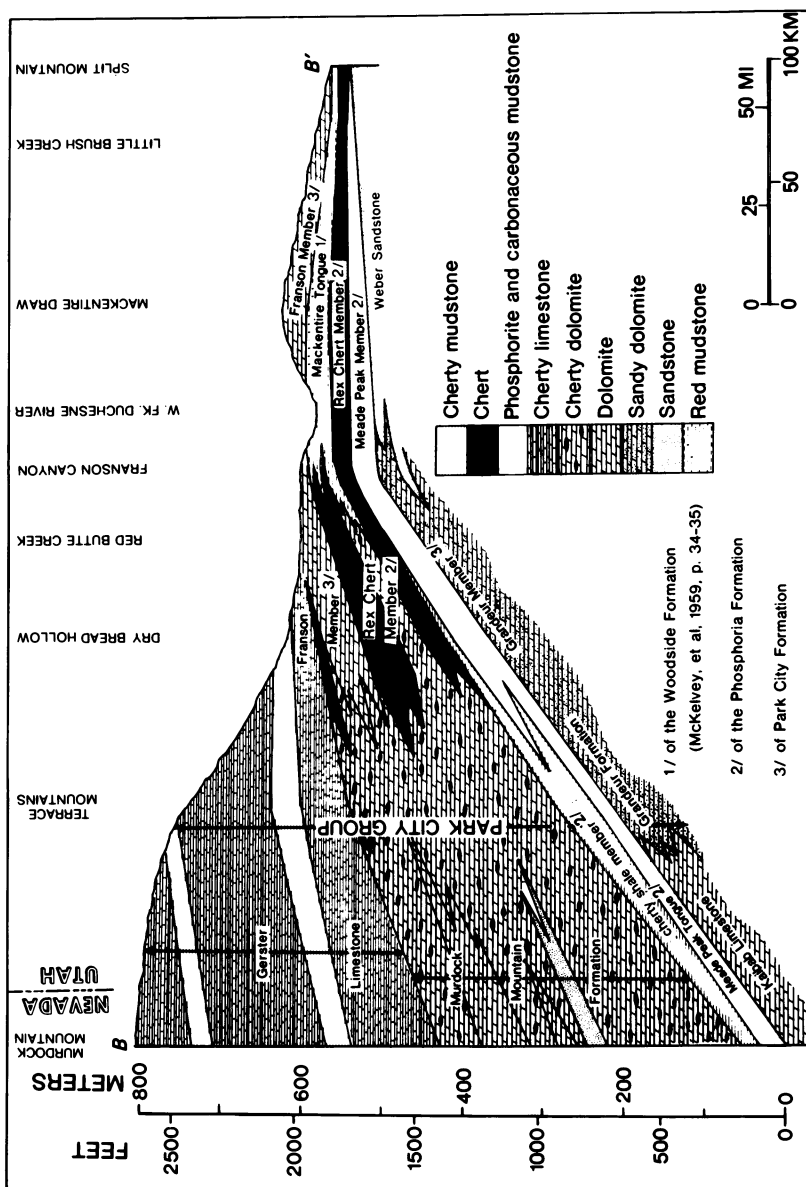 SPLIT MOUNTAIN
LITTLE BRUSH CREEK
MACKENTIRE DRAW
W. FK. DUCHESNE RIVER
FRANSON CANYON
RED BUTTE CREEK
DRY BREAD HOLLOW
TERRACE
MOUNTAINS
UTAH
NEVADA
MURDOCK
MOUNTAIN
B
B'
Franson Member 3/
Mackentire Tongue 1/
Rex Chert Member 2/
Meade Peak Member 2/
Weber Sandstone
Franson
Member 3/
Rex Chert
Member 2/
Grandeur Member 3/
Grandeur Formation
PARK CITY GROUP
Gerster
Limestone
Murdock
Mountain
Formation
cherty shale member 2/
Meade Peak Tongue 2/
Kaibab Limestone
METERS
800
600
400
200
0
FEET
2500
2000
1500
1000
500
0
Cherty mudstone
Chert
Phosphorite and carbonaceous mudstone
Cherty limestone
Cherty dolomite
Dolomite
Sandy dolomite
Sandstone
Red mudstone
1/ of the Woodside Formation
(McKelvey, et al, 1959, p. 34-35)
2/ of the Phosphoria Formation
3/ of Park City Formation
0 25 50 MI
0 50 100 KM